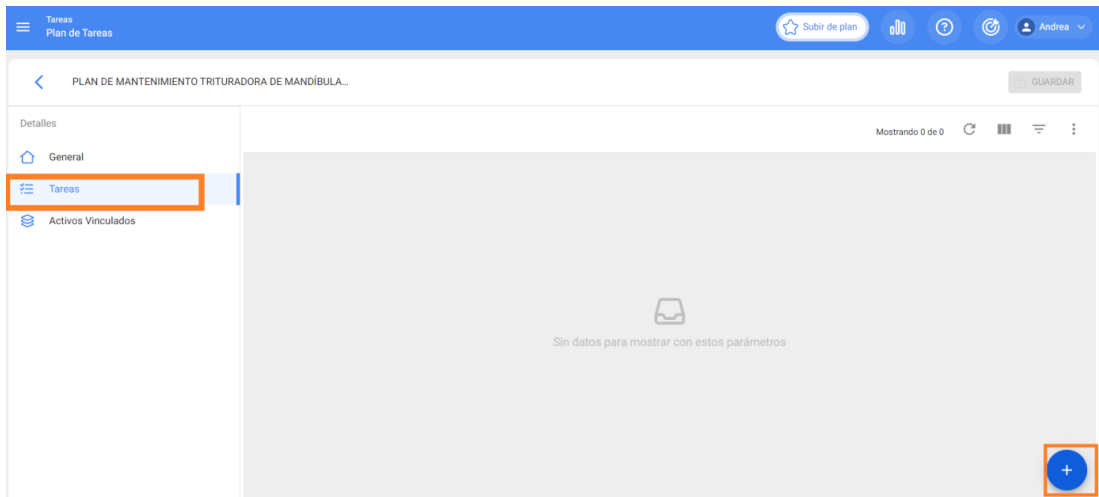 Tareas
Plan de Tareas
Subir de plan
Andrea
PLAN DE MANTENIMIENTO TRITURADORA DE MANDÍBULA...
GUARDAR
Detalles
Mostrando 0 de 0
General
Tareas
Activos Vinculados
Sin datos para mostrar con estos parámetros